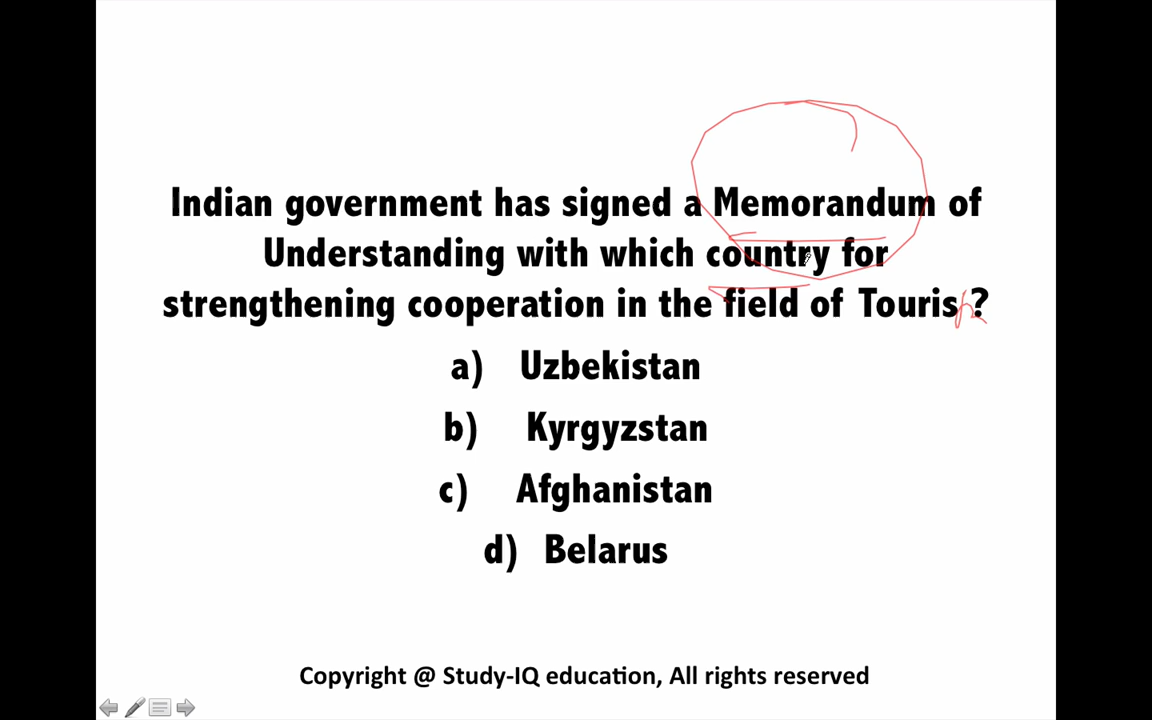 Indian government has signed a Memorandum of
Understanding with which country for
strengthening cooperation in the field of Touris ?
a) Uzbekistan
b) Kyrgyzstan
c) Afghanistan
d) Belarus
Copyright @ Study-IQ education, All rights reserved